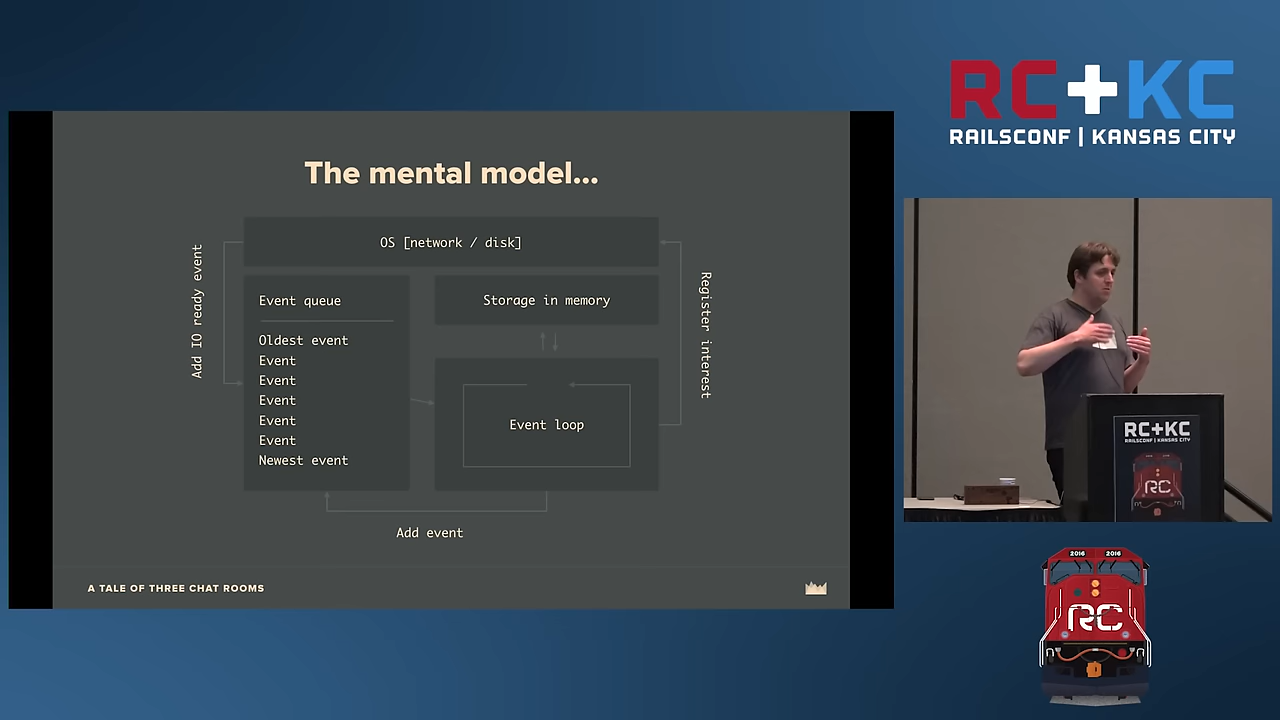 RC+KC
RAILSCONF | KANSAS CITY
The mental model...
OS [network / disk]
Add IO ready event
Event queue
Oldest event
Event
Event
Event
Event
Event
Newest event
Storage in memory
Event loop
Register interest
Add event
A TALE OF THREE CHAT ROOMS
RC+KC
RAILSCONF | KANSAS CITY
RC
2016 2016
RC